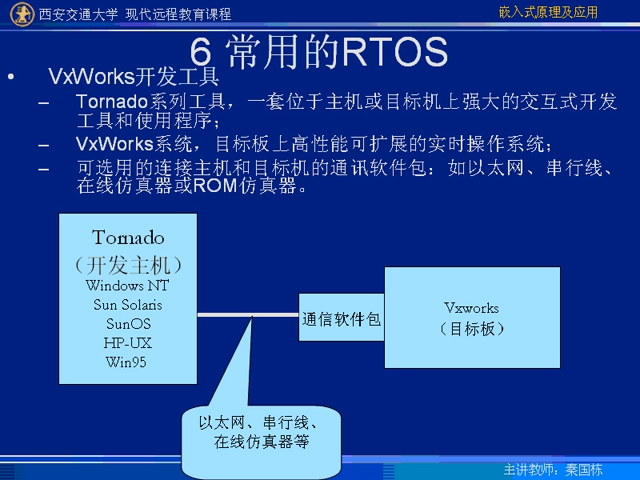 西安交通大学 现代远程教育课程
嵌入式原理及应用
6 常用的RTOS
• VxWorks开发工具
– Tornado系列工具，一套位于主机或目标机上强大的交互式开发
工具和使用程序；
– VxWorks系统，目标板上高性能可扩展的实时操作系统；
– 可选用的连接主机和目标机的通讯软件包：如以太网、串行线、
在线仿真器或ROM仿真器。
Tornado
（开发主机）
Windows NT
Sun Solaris
SunOS
HP-UX
Win95
通信软件包
Vxworks
（目标板）
以太网、串行线、
在线仿真器等
主讲教师：秦国栋